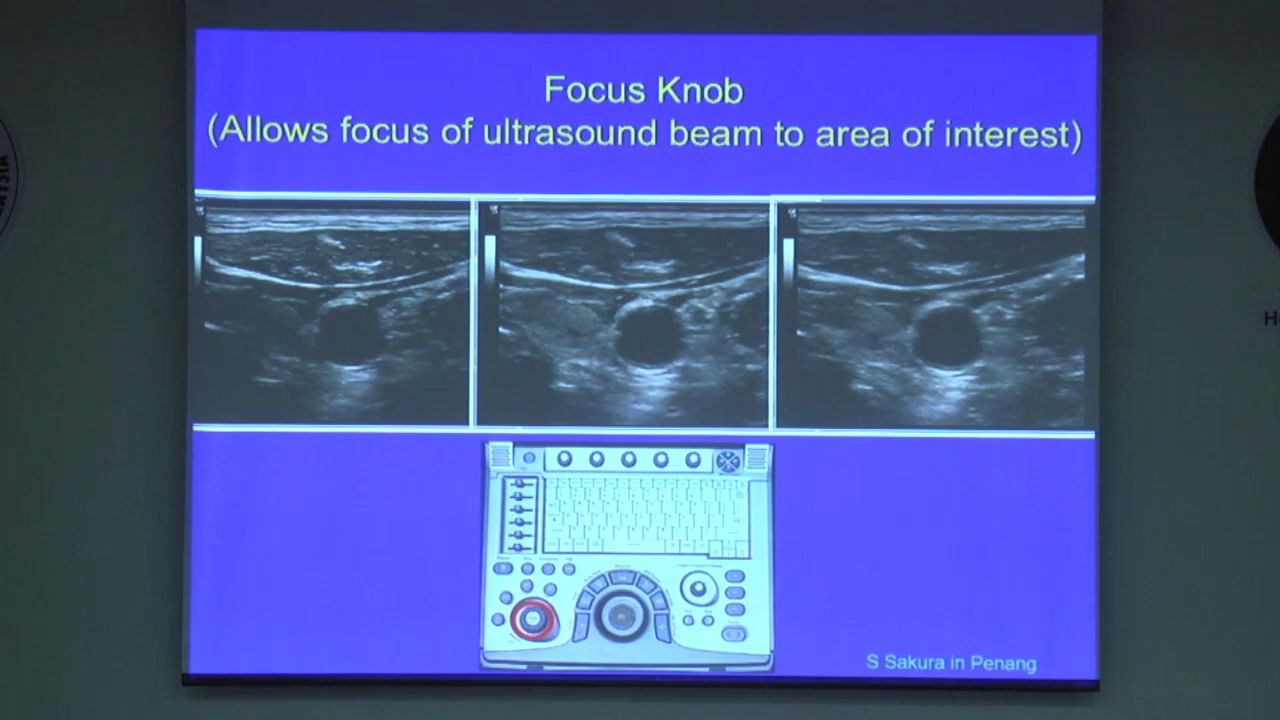 Focus Knob
(Allows focus of ultrasound beam to area of interest)
S Sakura in Penang